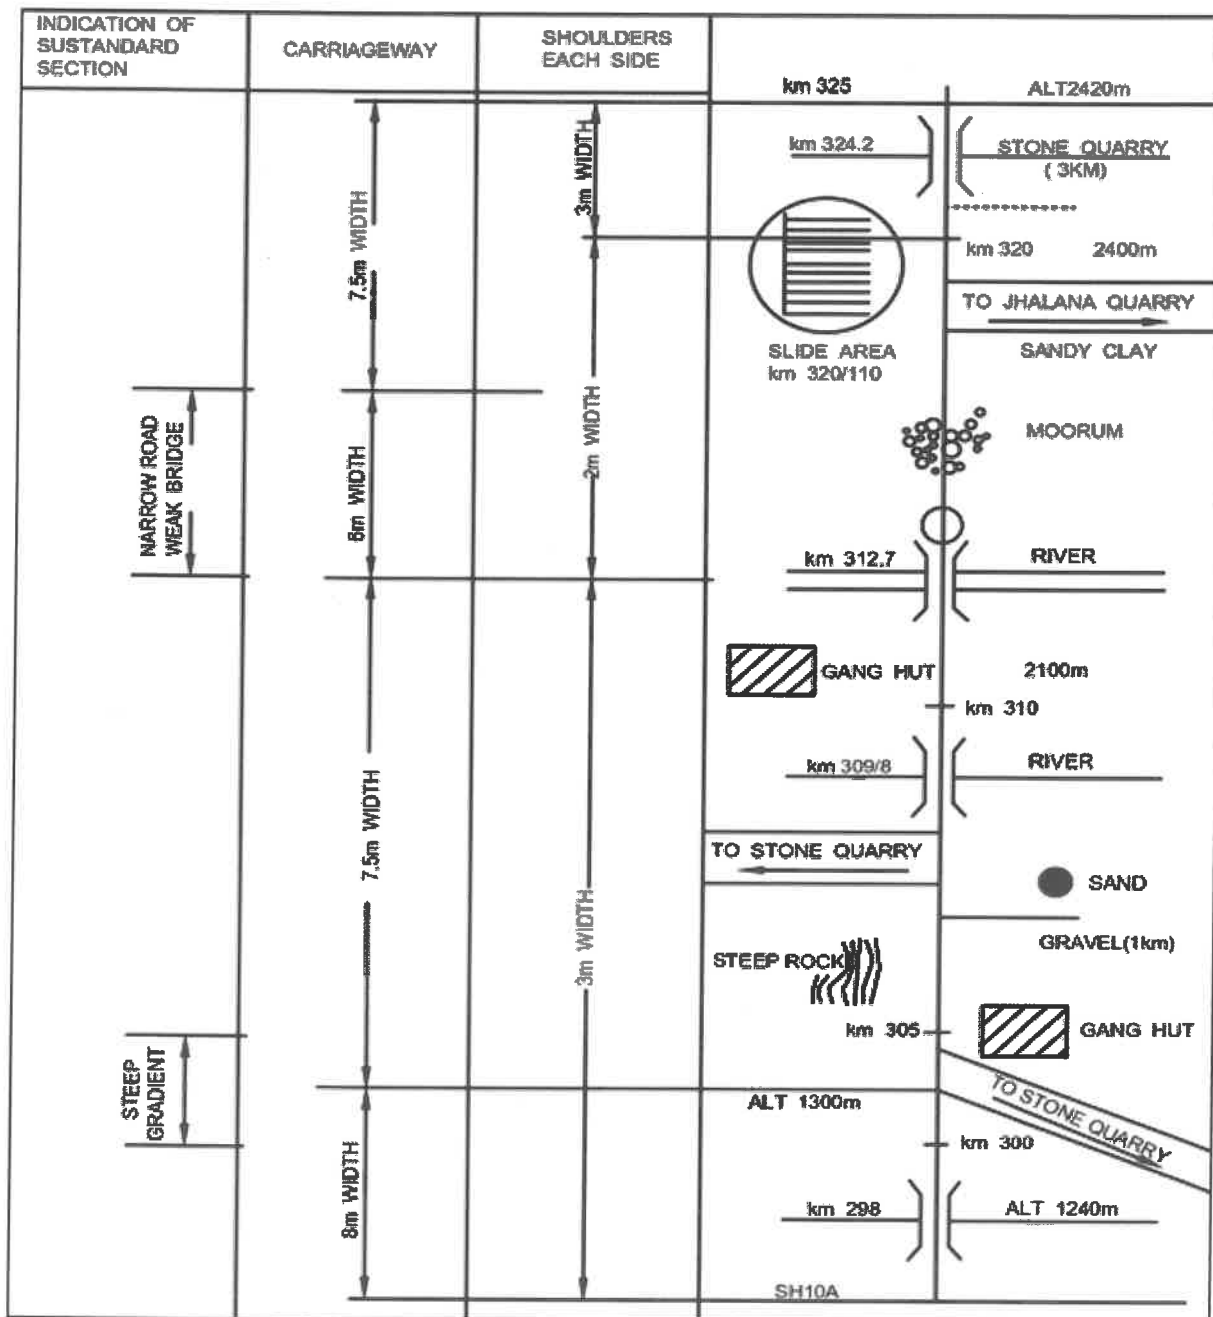 INDICATION OF
SUSTANDARD
SECTION
CARRIAGEWAY
SHOULDERS
EACH SIDE
km 325
ALT2420m
km 324.2
STONE QUARRY
( 3KM)
3m WIDTH
7.5m WIDTH
km 320
2400m
TO JHALANA QUARRY
SLIDE AREA
km 320/110
SANDY CLAY
MOORUM
NARROW ROAD
WEAK BRIDGE
6m WIDTH
2m WIDTH
km 312.7
RIVER
GANG HUT
2100m
km 310
km 309/8
RIVER
7.5m WIDTH
TO STONE QUARRY
SAND
3m WIDTH
GRAVEL(1km)
STEEP ROCK
km 305
GANG HUT
STEEP
GRADIENT
ALT 1300m
TO STONE QUARRY
km 300
8m WIDTH
km 298
ALT 1240m
SH10A